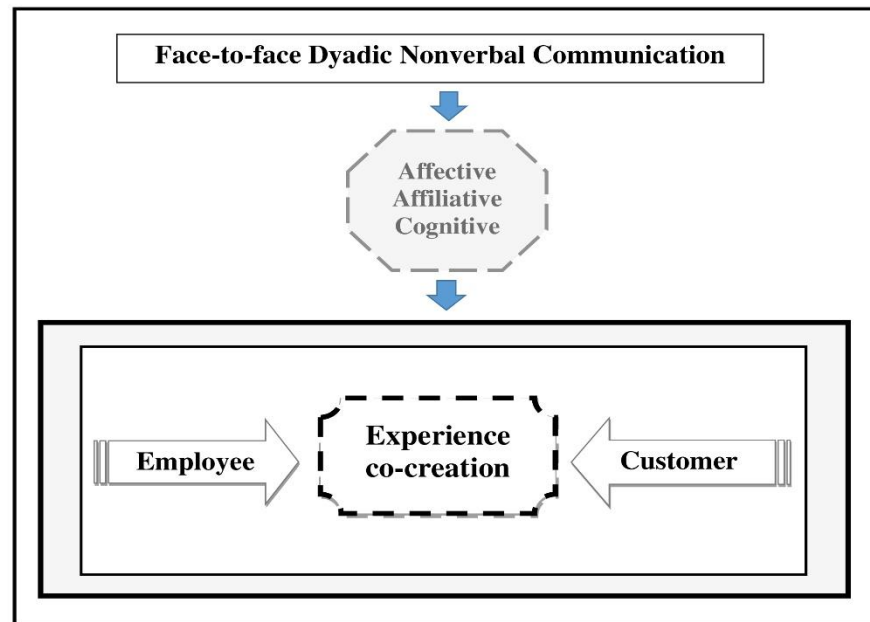 Face-to-face Dyadic Nonverbal Communication
Affective
Affiliative
Cognitive
Employee
Experience
co-creation
Customer